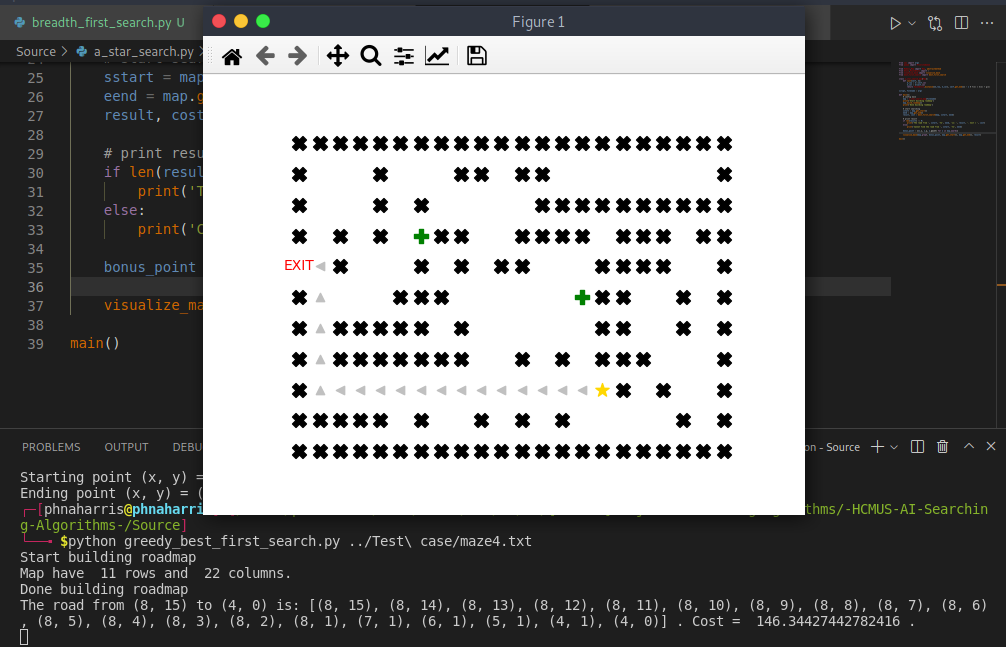 Figure 1
breadth_first_search.py U
Source > a_star_search.py
25 sstart = map
26 eend = map.g
27 result, cost
28
29 # print resu
30 if len(resul
31 print('T
32 else:
33 print('C
34
35 bonus_point
36
37 visualize_ma
38
39 main()
EXIT
PROBLEMS OUTPUT DEBU
on - Source
Starting point (x, y) =
Ending point (x, y) = (
[phnaharris@phnaharri
ithms/-HCMUS-AI-Searchin
g-Algorithms-/Source]
$python greedy_best_first_search.py ../Test\ case/maze4.txt
Start building roadmap
Map have  11 rows and  22 columns.
Done building roadmap
The road from (8, 15) to (4, 0) is: [(8, 15), (8, 14), (8, 13), (8, 12), (8, 11), (8, 10), (8, 9), (8, 8), (8, 7), (8, 6)
, (8, 5), (8, 4), (8, 3), (8, 2), (8, 1), (7, 1), (6, 1), (5, 1), (4, 1), (4, 0)] . Cost =  146.34427442782416 .